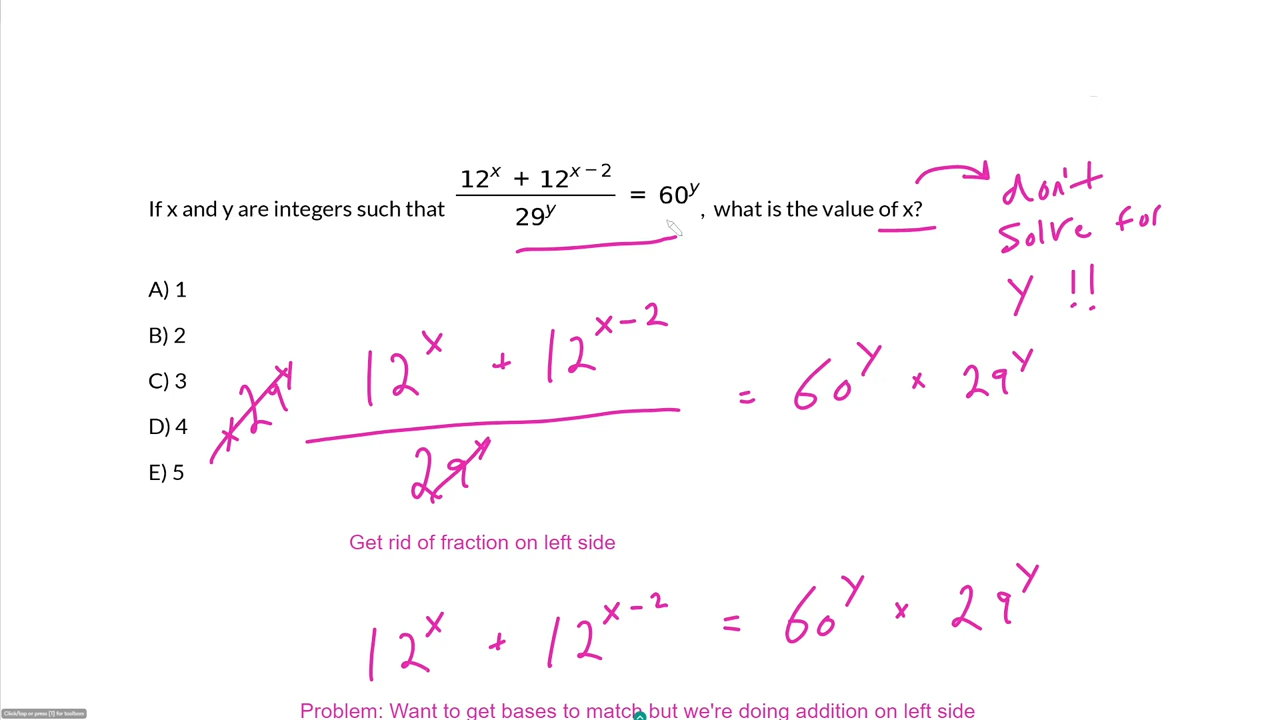 If x and y are integers such that (12^x + 12^(x − 2)) / 29^y = 60^y, what is the value of x?
don't
solve for
y !!
A) 1
B) 2
C) 3
D) 4
E) 5
x 29^y (12^x + 12^(x-2)) / 29^y = 60^y x 29^y
Get rid of fraction on left side
12^x + 12^(x-2) = 60^y x 29^y
Problem: Want to get bases to match but we're doing addition on left side